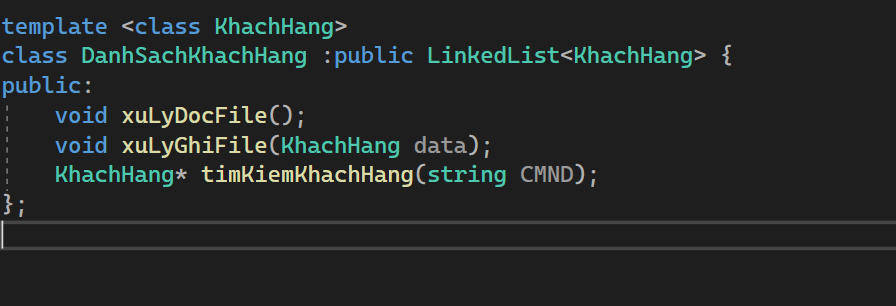 template <class KhachHang>
class DanhSachKhachHang :public LinkedList<KhachHang> {
public:
    void xuLyDocFile();
    void xuLyGhiFile(KhachHang data);
    KhachHang* timKiemKhachHang(string CMND);
};